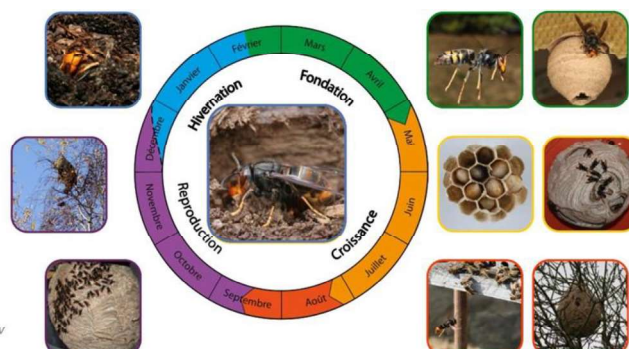 Janvier
Février
Mars
Avril
Mai
Juin
Juillet
Août
Septembre
Octobre
Novembre
Décembre
Hivernation
Fondation
Croissance
Reproduction